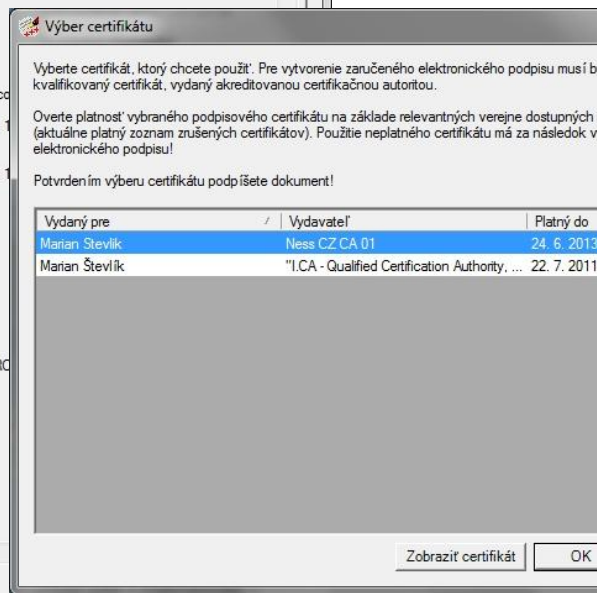 Výber certifikátu
Vyberte certifikát, ktorý chcete použiť. Pre vytvorenie zaručeného elektronického podpisu musí
kvalifikovaný certifikát, vydaný akreditovanou certifikačnou autoritou.
Overte platnosť vybraného podpisového certifikátu na základe relevantných verejne dostupných
(aktuálne platný zoznam zrušených certifikátov). Použitie neplatného certifikátu má za následok
elektronického podpisu!
Potvrdením výberu certifikátu podpíšete dokument!
Vydaný pre / Vydavateľ Platný do
Marian Stevlik Ness CZ CA 01 24. 6. 2013
Marian Števlík "I.CA - Qualified Certification Authority, ... 22. 7. 2011
Zobraziť certifikát OK